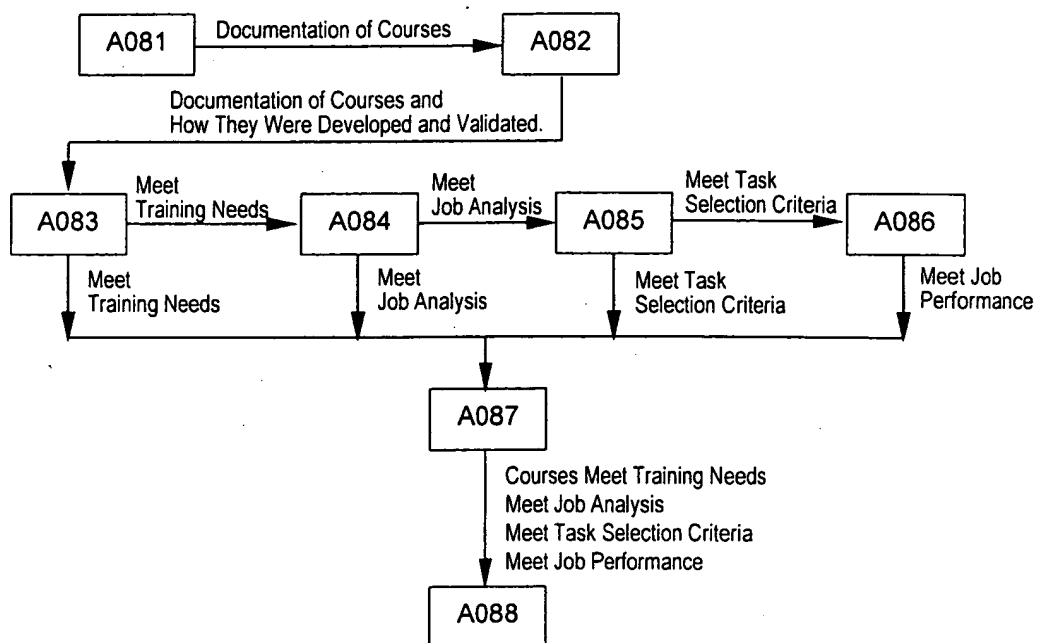 A081
Documentation of Courses
A082
Documentation of Courses and
How They Were Developed and Validated.
A083
Meet
Training Needs
A084
Meet
Job Analysis
A085
Meet Task
Selection Criteria
A086
Meet
Training Needs
Meet
Job Analysis
Meet Task
Selection Criteria
Meet Job
Performance
A087
Courses Meet Training Needs
Meet Job Analysis
Meet Task Selection Criteria
Meet Job Performance
A088